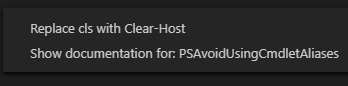 Replace cls with Clear-Host
Show documentation for: PSAvoidUsingCmdletAliases